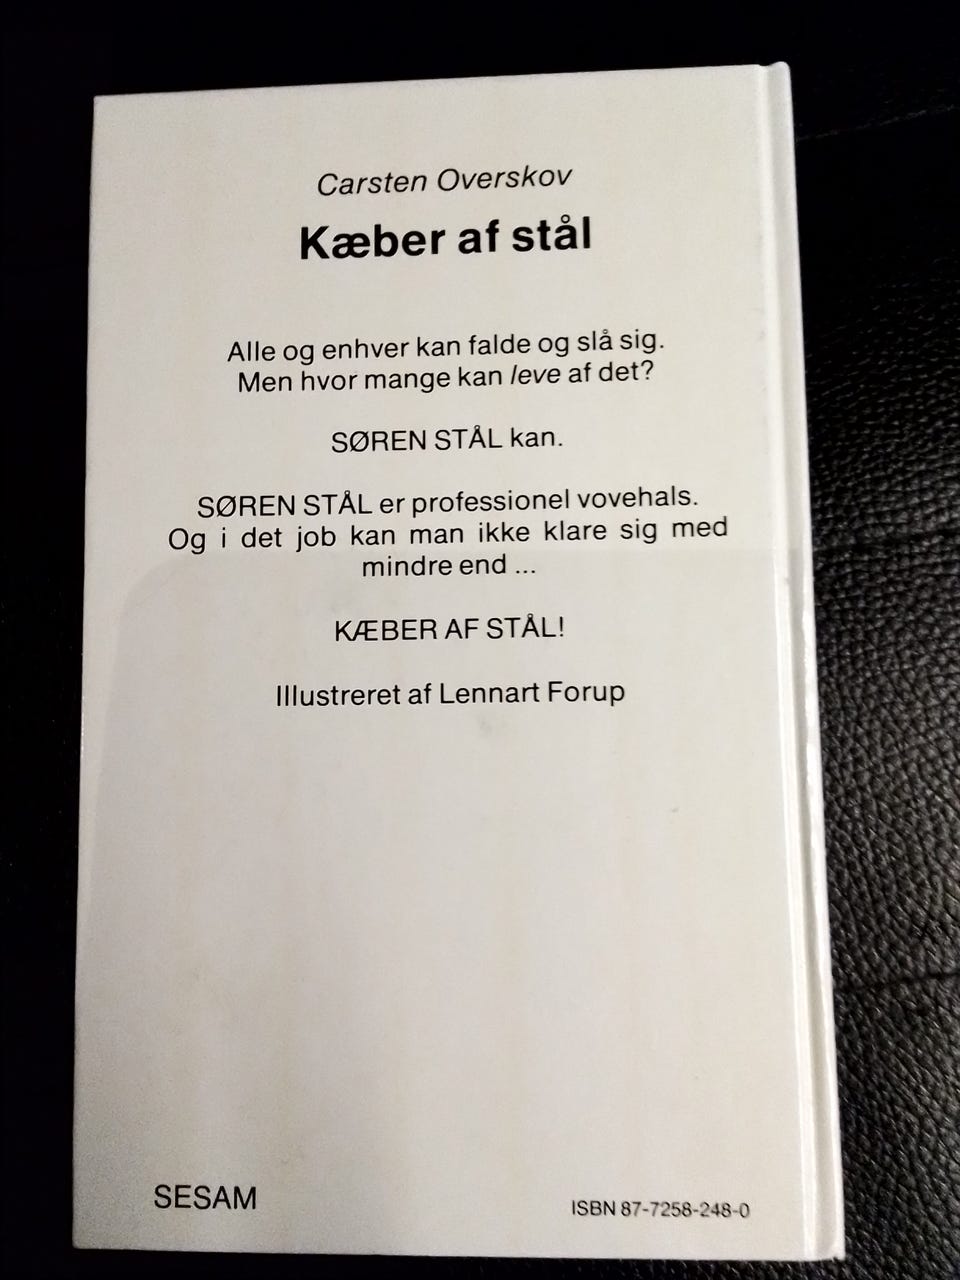 Carsten Overskov
Kæber af stål
Alle og enhver kan falde og slå sig.
Men hvor mange kan leve af det?
SØREN STÅL kan.
SØREN STÅL er professionel vovehals.
Og i det job kan man ikke klare sig med
mindre end ...
KÆBER AF STÅL!
Illustreret af Lennart Forup
SESAM
ISBN 87-7258-248-0